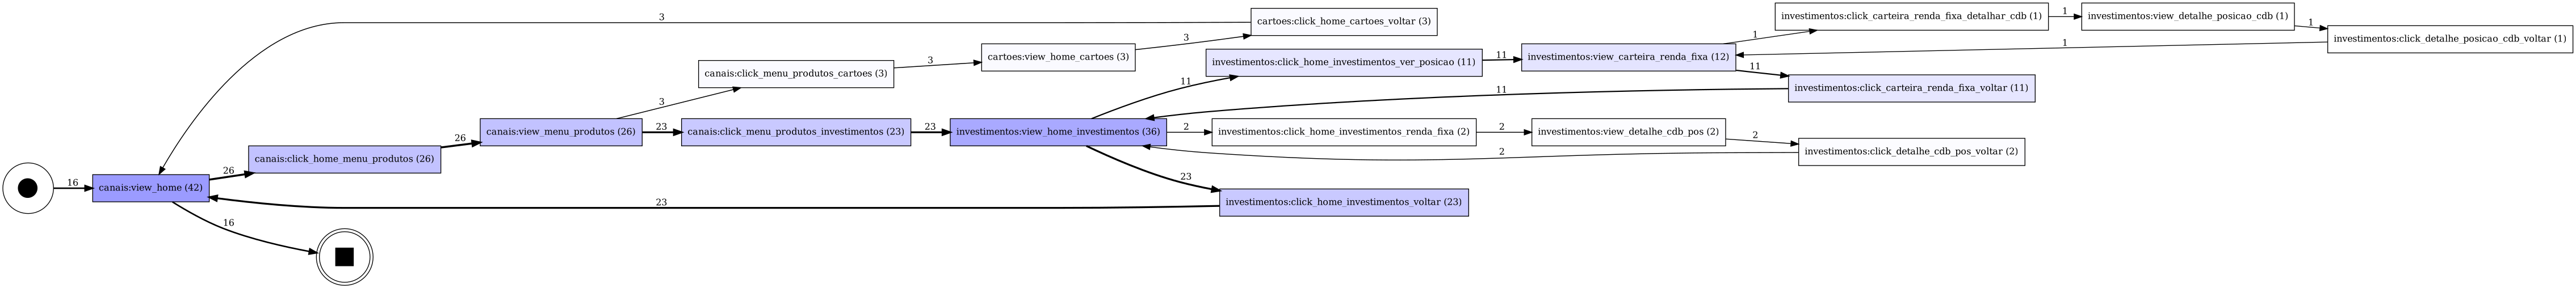 3
cartoes:click_home_cartoes_voltar (3)
investimentos:click_carteira_renda_fixa_detalhar_cdb (1)
1
investimentos:view_detalhe_posicao_cdb (1)
1
investimentos:click_detalhe_posicao_cdb_voltar (1)
3
cartoes:view_home_cartoes (3)
1
1
3
canais:click_menu_produtos_cartoes (3)
investimentos:click_home_investimentos_ver_posicao (11)
11
investimentos:view_carteira_renda_fixa (12)
11
11
investimentos:click_carteira_renda_fixa_voltar (11)
3
11
canais:view_menu_produtos (26)
23
canais:click_menu_produtos_investimentos (23)
23
investimentos:view_home_investimentos (36)
2
investimentos:click_home_investimentos_renda_fixa (2)
2
investimentos:view_detalhe_cdb_pos (2)
2
investimentos:click_detalhe_cdb_pos_voltar (2)
2
26
canais:click_home_menu_produtos (26)
26
16
canais:view_home (42)
23
23
investimentos:click_home_investimentos_voltar (23)
16